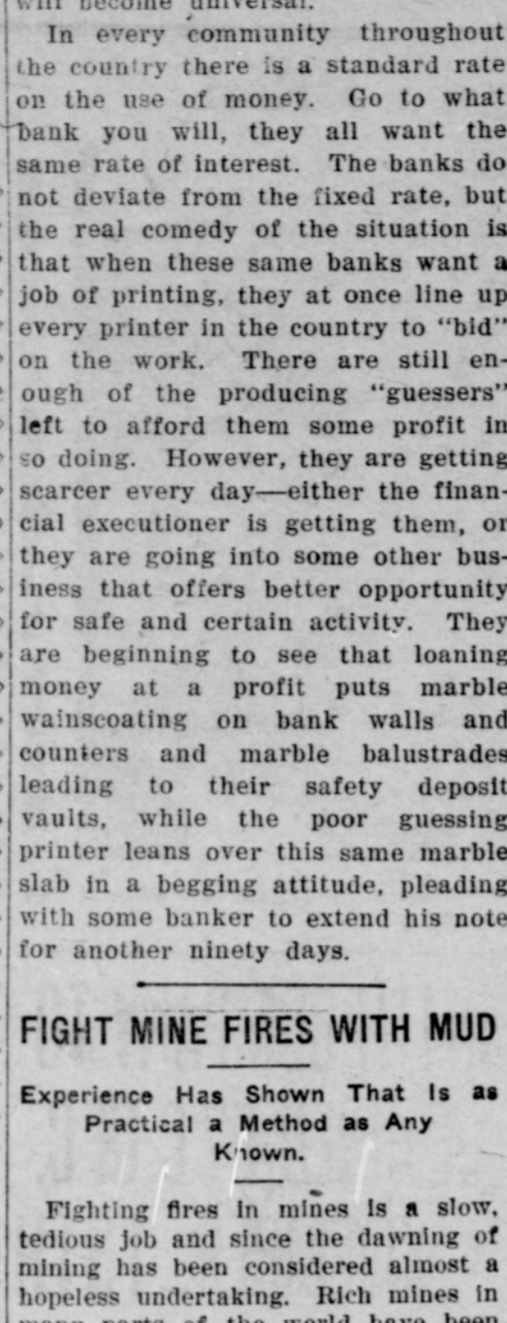 will become universal.
In every community throughout
the country there is a standard rate
on the use of money. Go to what
bank you will, they all want the
same rate of interest. The banks do
not deviate from the fixed rate, but
the real comedy of the situation is
that when these same banks want a
job of printing, they at once line up
every printer in the country to "bid"
on the work. There are still en-
ough of the producing "guessers"
left to afford them some profit in
so doing. However, they are getting
scarcer every day—either the finan-
cial executioner is getting them, or
they are going into some other bus-
iness that offers better opportunity
for safe and certain activity. They
are beginning to see that loaning
money at a profit puts marble
wainscoating on bank walls and
counters and marble balustrades
leading to their safety deposit
vaults, while the poor guessing
printer leans over this same marble
slab in a begging attitude, pleading
with some banker to extend his note
for another ninety days.
FIGHT MINE FIRES WITH MUD
Experience Has Shown That Is as
Practical a Method as Any
Known.
Fighting fires in mines is a slow,
tedious job and since the dawning of
mining has been considered almost a
hopeless undertaking. Rich mines in
many parts of the world have been